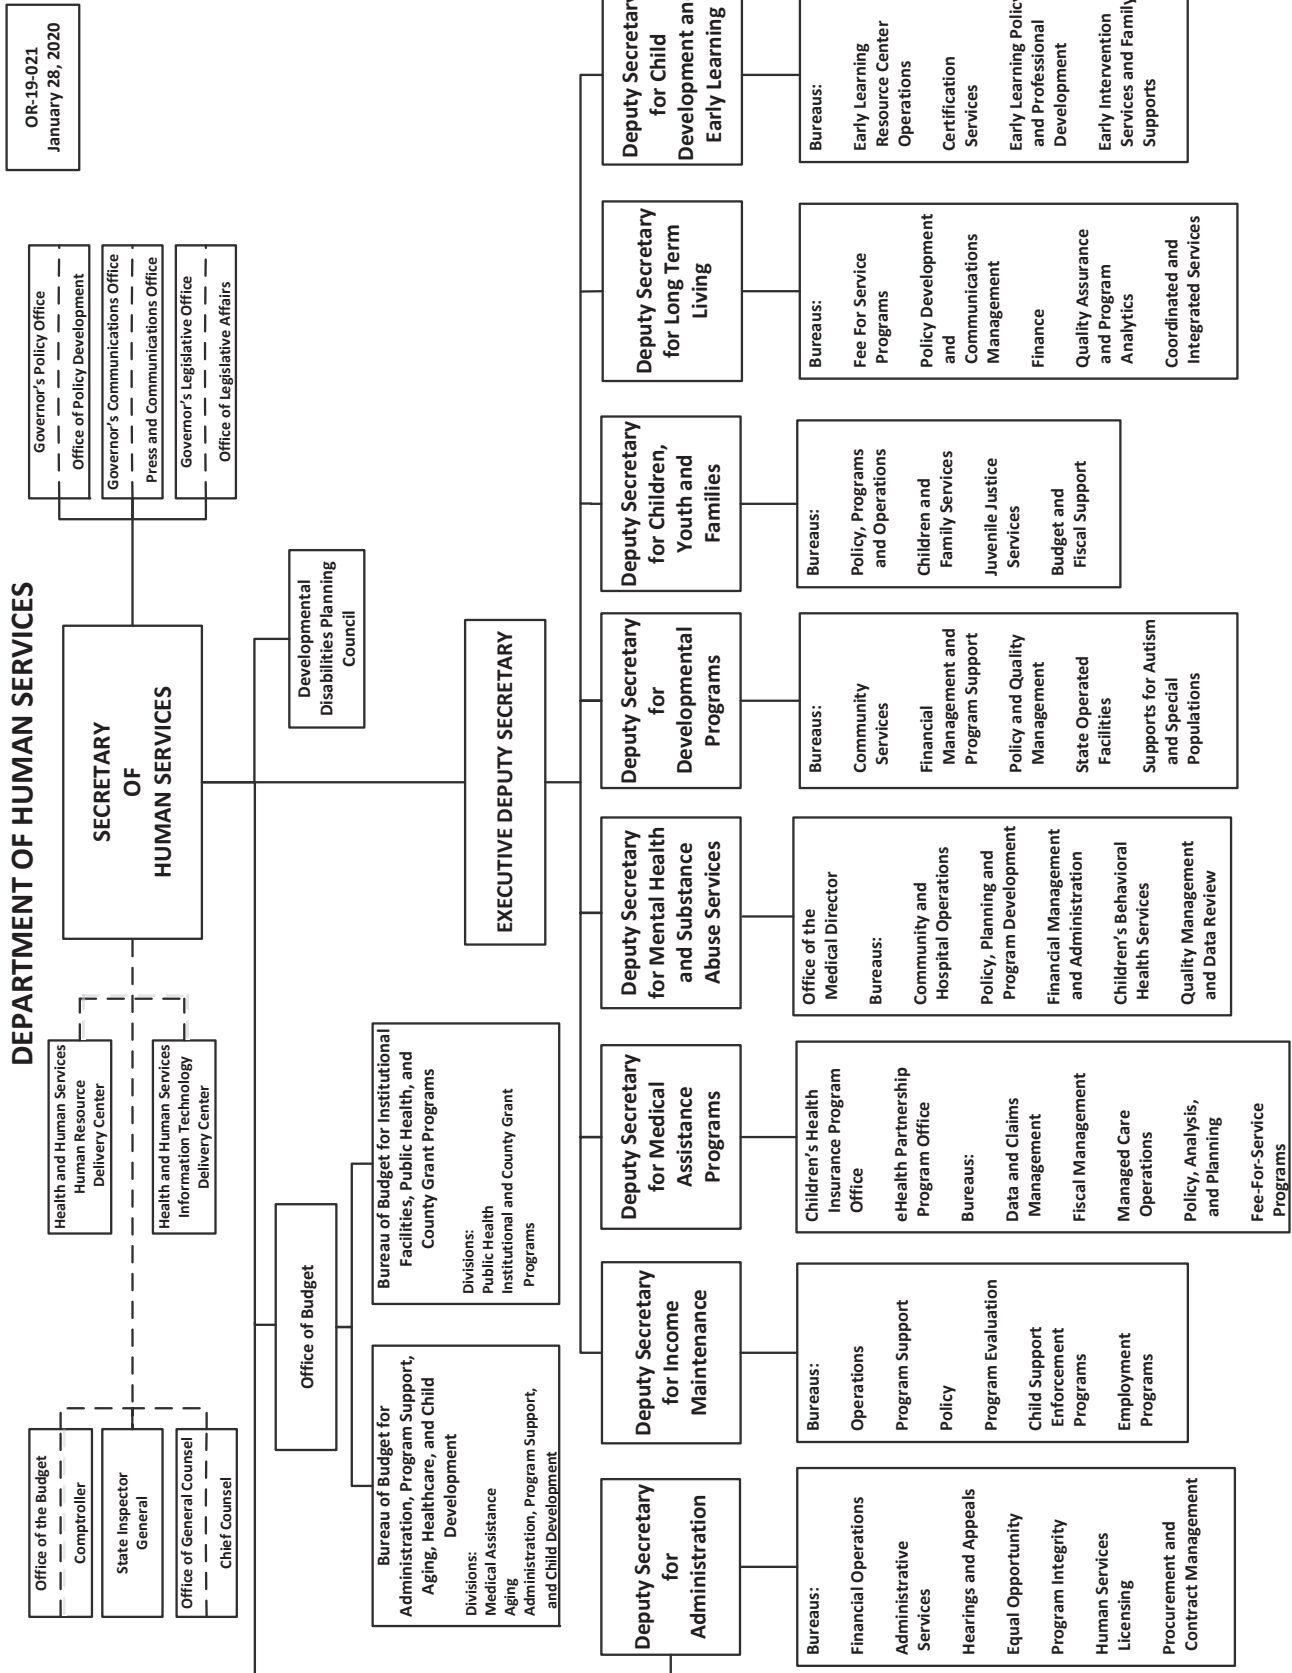 DEPARTMENT OF HUMAN SERVICES
OR-19-021
January 28, 2020
Office of the Budget
Comptroller
State Inspector
General
Office of General Counsel
Chief Counsel
Health and Human Services
Human Resource
Delivery Center
Health and Human Services
Information Technology
Delivery Center
SECRETARY
OF
HUMAN SERVICES
Governor's Policy Office
Office of Policy Development
Governor's Communications Office
Press and Communications Office
Governor's Legislative Office
Office of Legislative Affairs
Developmental
Disabilities Planning
Council
Office of Budget
Bureau of Budget for
Administration, Program Support,
Aging, Healthcare, and Child
Development
Divisions:
Medical Assistance
Aging
Administration, Program Support,
and Child Development
Bureau of Budget for Institutional
Facilities, Public Health, and
County Grant Programs
Divisions:
Public Health
Institutional and County Grant
Programs
EXECUTIVE DEPUTY SECRETARY
Deputy Secretary
for
Administration
Bureaus:
Financial Operations
Administrative
Services
Hearings and Appeals
Equal Opportunity
Program Integrity
Human Services
Licensing
Procurement and
Contract Management
Deputy Secretary
for Income
Maintenance
Bureaus:
Operations
Program Support
Policy
Program Evaluation
Child Support
Enforcement
Programs
Employment
Programs
Deputy Secretary
for Medical
Assistance
Programs
Children's Health
Insurance Program
Office
eHealth Partnership
Program Office
Bureaus:
Data and Claims
Management
Fiscal Management
Managed Care
Operations
Policy, Analysis,
and Planning
Fee-For-Service
Programs
Deputy Secretary
for Mental Health
and Substance
Abuse Services
Office of the
Medical Director
Bureaus:
Community and
Hospital Operations
Policy, Planning and
Program Development
Financial Management
and Administration
Children's Behavioral
Health Services
Quality Management
and Data Review
Deputy Secretary
for
Developmental
Programs
Bureaus:
Community
Services
Financial
Management and
Program Support
Policy and Quality
Management
State Operated
Facilities
Supports for Autism
and Special
Populations
Deputy Secretary
for Children,
Youth and
Families
Bureaus:
Policy, Programs
and Operations
Children and
Family Services
Juvenile Justice
Services
Budget and
Fiscal Support
Deputy Secretary
for Long Term
Living
Bureaus:
Fee For Service
Programs
Policy Development
and
Communications
Management
Finance
Quality Assurance
and Program
Analytics
Coordinated and
Integrated Services
Deputy Secretary
for Child
Development an
Early Learning
Bureaus:
Early Learning
Resource Center
Operations
Certification
Services
Early Learning Policy
and Professional
Development
Early Intervention
Services and Family
Supports